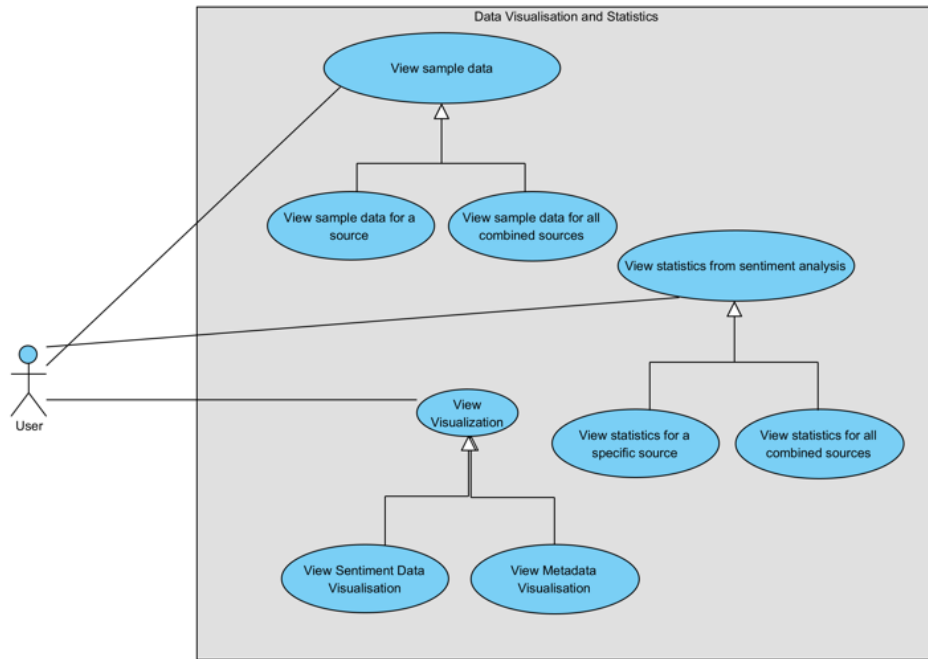 Data Visualisation and Statistics
View sample data
View sample data for a
source
View sample data for all
combined sources
View statistics from sentiment analysis
User
View
Visualization
View statistics for a
specific source
View statistics for all
combined sources
View Sentiment Data
Visualisation
View Metadada
Visualisation